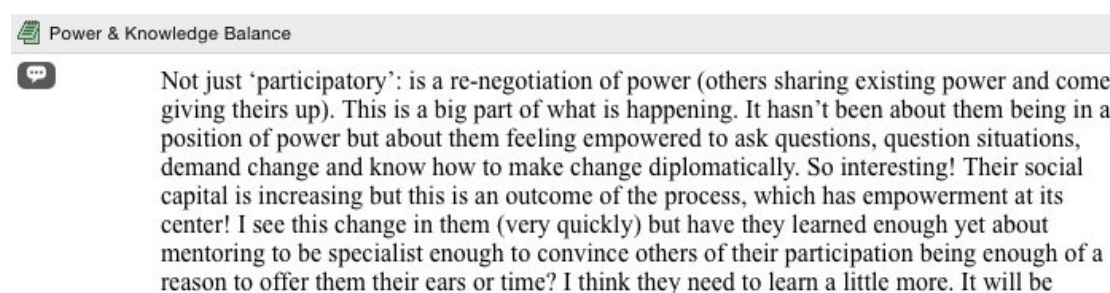 Power & Knowledge Balance
Not just ‘participatory’: is a re-negotiation of power (others sharing existing power and come
giving theirs up). This is a big part of what is happening. It hasn’t been about them being in a
position of power but about them feeling empowered to ask questions, question situations,
demand change and know how to make change diplomatically. So interesting! Their social
capital is increasing but this is an outcome of the process, which has empowerment at its
center! I see this change in them (very quickly) but have they learned enough yet about
mentoring to be specialist enough to convince others of their participation being enough of a
reason to offer them their ears or time? I think they need to learn a little more. It will be